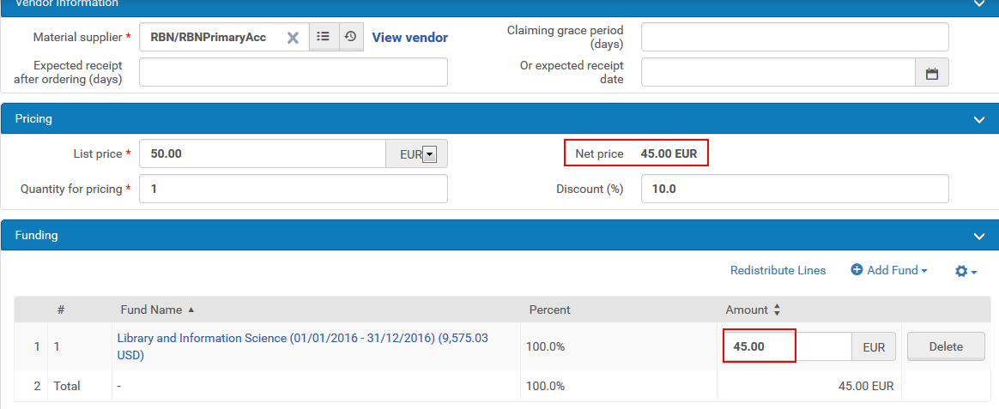 Vendor Information
Material supplier * RBN/RBNPrimaryAcc View vendor Claiming grace period (days)
Expected receipt after ordering (days) Or expected receipt date
Pricing
List price * 50.00 EUR Net price 45.00 EUR
Quantity for pricing * 1 Discount (%) 10.0
Funding
Redistribute Lines Add Fund
# Fund Name Percent Amount
1 1 Library and Information Science (01/01/2016 - 31/12/2016) (9,575.03 USD) 100.0% 45.00 EUR Delete
2 Total - 100.0% 45.00 EUR